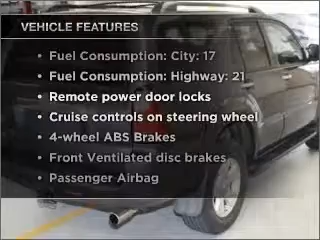 VEHICLE FEATURES
• Fuel Consumption: City: 17
• Fuel Consumption: Highway: 21
• Remote power door locks
• Cruise controls on steering wheel
• 4-wheel ABS Brakes
• Front Ventilated disc brakes
• Passenger Airbag